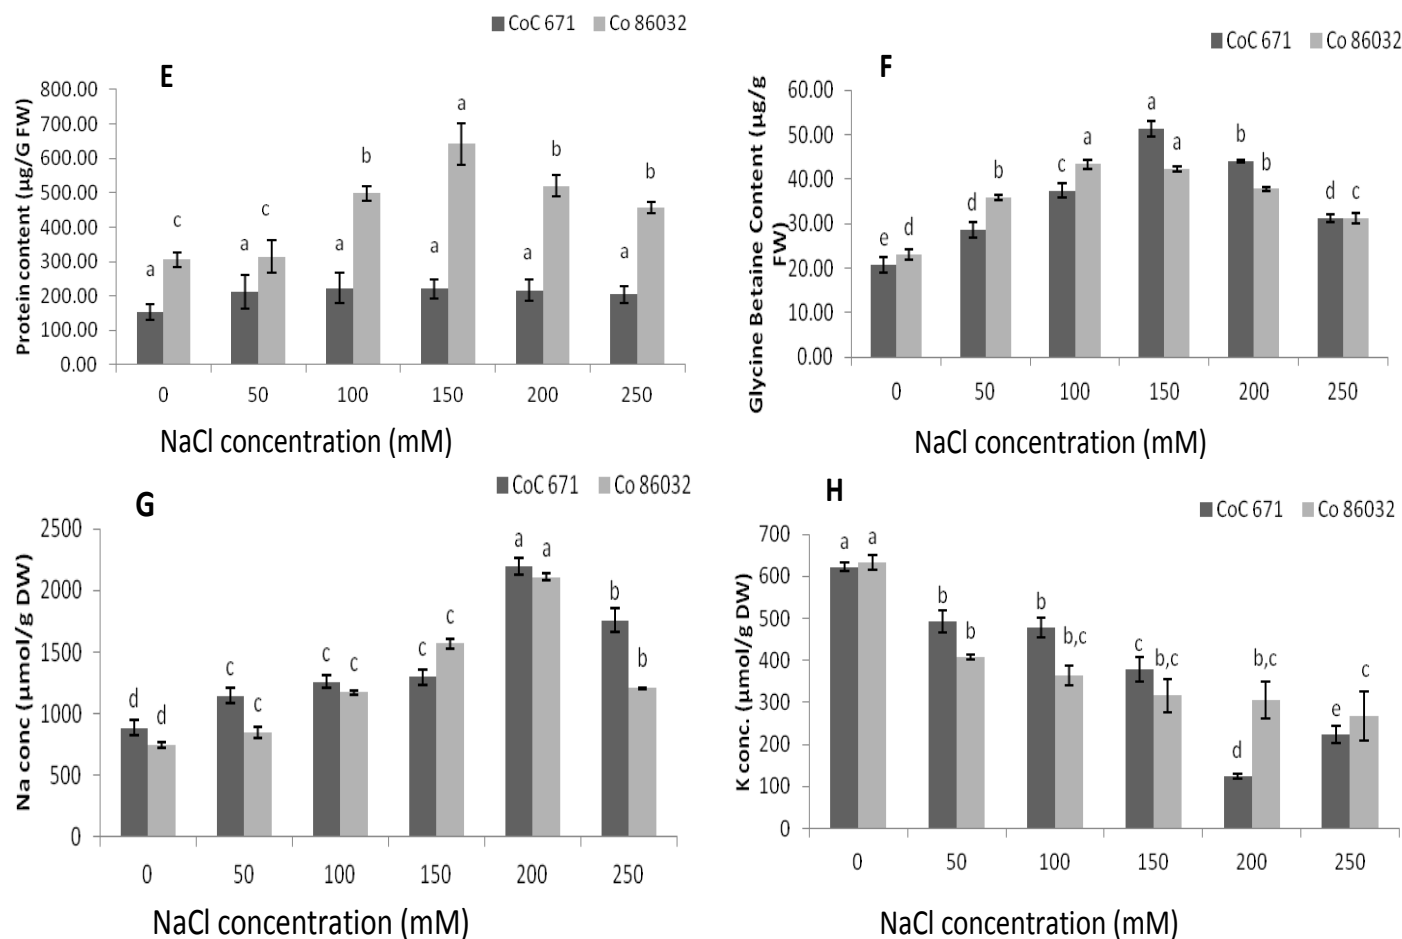 CoC 671 Co 86032
E
Protein content (µg/G FW)
800.00
700.00
600.00
500.00
400.00
300.00
200.00
100.00
0.00
a c a c a b a a a b a b
0 50 100 150 200 250
NaCl concentration (mM)
CoC 671 Co 86032
F
Glycine Betaine Content (µg/g
FW)
60.00
50.00
40.00
30.00
20.00
10.00
0.00
e d d b c a a a b b d c
0 50 100 150 200 250
NaCl concentration (mM)
CoC 671 Co 86032
G
Na conc (µmol/g DW)
2500
2000
1500
1000
500
0
d d c c c c c c a a b b
0 50 100 150 200 250
NaCl concentration (mM)
CoC 671 Co 86032
H
K conc. (µmol/g DW)
700
600
500
400
300
200
100
0
a a b b b b,c c b,c d b,c e c
0 50 100 150 200 250
NaCl concentration (mM)